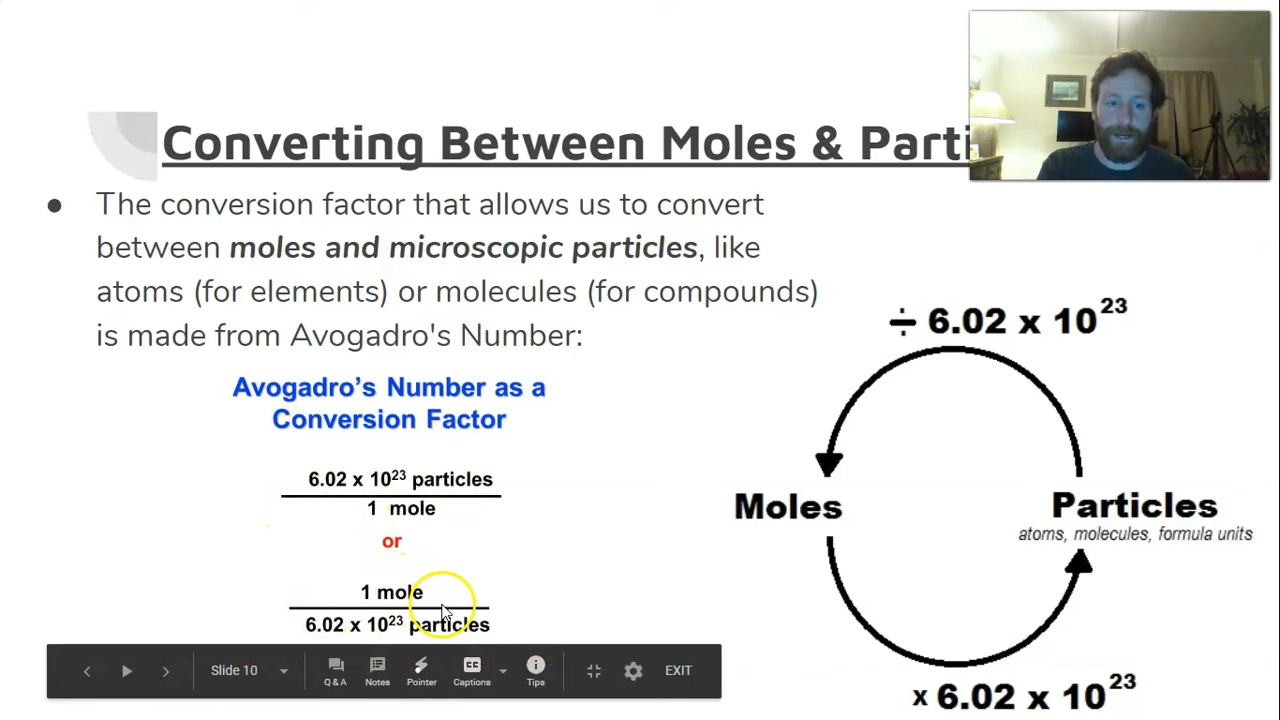 Converting Between Moles & Parti
● The conversion factor that allows us to convert
between moles and microscopic particles, like
atoms (for elements) or molecules (for compounds)
is made from Avogadro's Number:
Avogadro's Number as a
Conversion Factor
6.02 x 10²³ particles
1 mole
or
1 mole
6.02 x 10²³ particles
÷ 6.02 x 10²³
Moles
Particles
atoms, molecules, formula units
x 6.02 x 10²³
Slide 10
Q & A
Notes
Pointer
Captions
Tips
EXIT